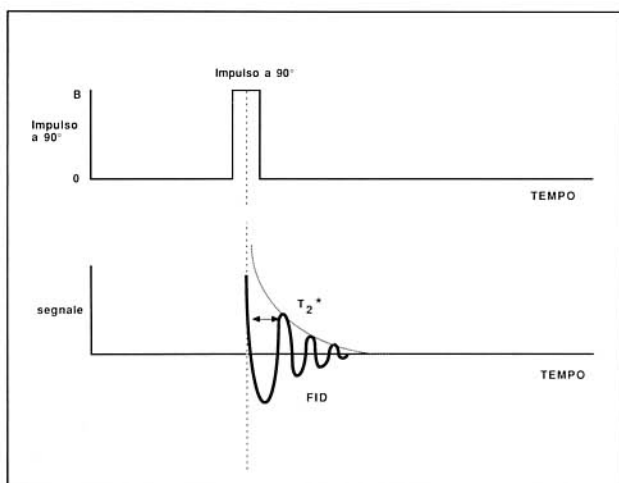 Impulso a 90°
B
Impulso
a 90°
0
TEMPO
segnale
T2*
TEMPO
FID